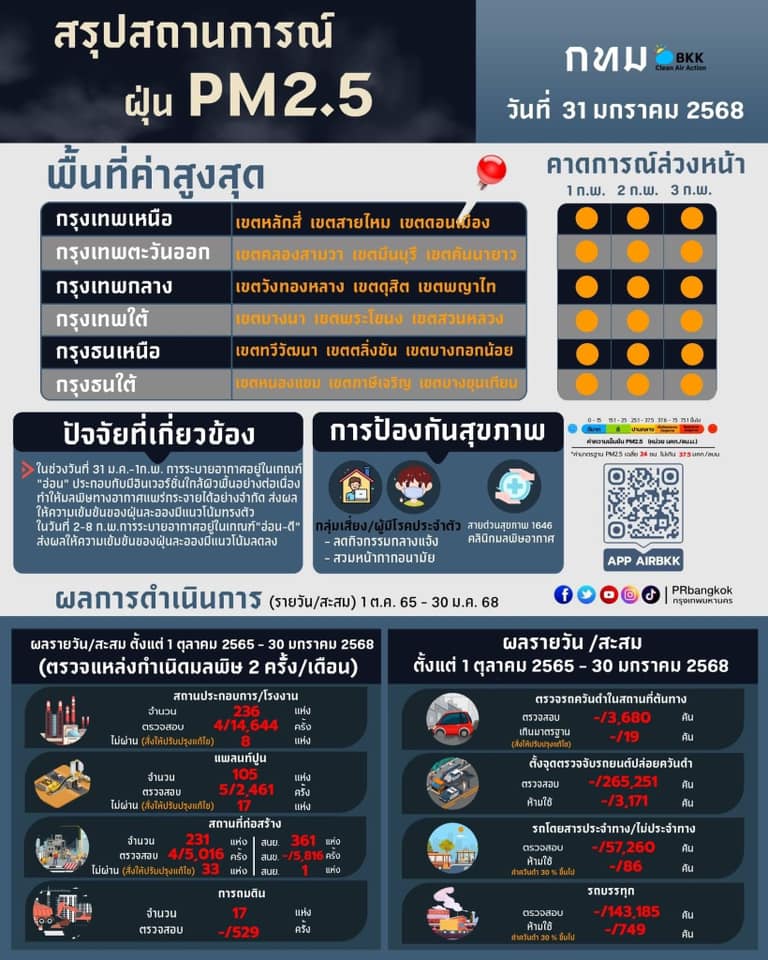 สรุปสถานการณ์
ฝุ่น PM2.5
กทม
BKK
Clean Air Action
วันที่ 31 มกราคม 2568
พื้นที่ค่าสูงสุด
คาดการณ์ล่วงหน้า
1 ก.พ. 2 ก.พ. 3 ก.พ.
กรุงเทพเหนือ เขตหลักสี่ เขตสายไหม เขตดอนเมือง
กรุงเทพตะวันออก เขตคลองสามวา เขตมีนบุรี เขตคันนายาว
กรุงเทพกลาง เขตวังทองหลาง เขตดุสิต เขตพญาไท
กรุงเทพใต้ เขตบางนา เขตพระโขนง เขตสวนหลวง
กรุงธนเหนือ เขตทวีวัฒนา เขตตลิ่งชัน เขตบางกอกน้อย
กรุงธนใต้ เขตหนองแขม เขตภาษีเจริญ เขตบางขุนเทียน
ปัจจัยที่เกี่ยวข้อง
ในช่วงวันที่ 31 ม.ค.-1ก.พ. การระบายอากาศอยู่ในเกณฑ์
"อ่อน" ประกอบกับมีอินเวอร์ชันใกล้ผิวพื้นอย่างต่อเนื่อง
ทำให้มลพิษทางอากาศแพร่กระจายได้อย่างจำกัด ส่งผล
ให้ความเข้มข้นของฝุ่นละอองมีแนวโน้มทรงตัว
ในวันที่ 2-8 ก.พ.การระบายอากาศอยู่ในเกณฑ์"อ่อน-ดี"
ส่งผลให้ความเข้มข้นของฝุ่นละอองมีแนวโน้มลดลง
การป้องกันสุขภาพ
กลุ่มเสี่ยง/ผู้มีโรคประจำตัว
- ลดกิจกรรมกลางแจ้ง
- สวมหน้ากากอนามัย
สายด่วนสุขภาพ 1646
คลินิกมลพิษอากาศ
0 - 15 15.1 - 25 25.1 - 37.5 37.6 - 75 75.1 ขึ้นไป
ดีมาก ดี ปานกลาง
ค่าความเข้มข้น PM2.5 (หน่วย มคก./ลบ.ม.)
*ค่ามาตรฐาน PM2.5 เฉลี่ย 24 ชม. ไม่เกิน 37.5 มคก./ลบ.ม.
APP AIRBKK
PRbangkok
กรุงเทพมหานคร
ผลการดำเนินการ (รายวัน/สะสม) 1 ต.ค. 65 - 30 ม.ค. 68
ผลรายวัน/สะสม ตั้งแต่ 1 ตุลาคม 2565 - 30 มกราคม 2568
(ตรวจแหล่งกำเนิดมลพิษ 2 ครั้ง/เดือน)
สถานประกอบการ/โรงงาน
จำนวน 236 แห่ง
ตรวจสอบ 4/14,644 ครั้ง
ไม่ผ่าน (สั่งให้ปรับปรุงแก้ไข) 8 แห่ง
แพลนท์ปูน
จำนวน 105 แห่ง
ตรวจสอบ 5/2,461 ครั้ง
ไม่ผ่าน (สั่งให้ปรับปรุงแก้ไข) 17 แห่ง
สถานที่ก่อสร้าง
จำนวน 231 แห่ง สนย. 361 แห่ง
ตรวจสอบ 4/5,016 ครั้ง สนย. -/5,816 ครั้ง
ไม่ผ่าน (สั่งให้ปรับปรุงแก้ไข) 33 แห่ง สนย. 1 แห่ง
การถมดิน
จำนวน 17 แห่ง
ตรวจสอบ -/529 ครั้ง
ผลรายวัน /สะสม
ตั้งแต่ 1 ตุลาคม 2565 - 30 มกราคม 2568
ตรวจรถควันดำในสถานที่ต้นทาง
ตรวจสอบ -/3,680 คัน
เกินมาตรฐาน -/19 คัน
(สั่งให้ปรับปรุงแก้ไข)
ตั้งจุดตรวจจับรถยนต์ปล่อยควันดำ
ตรวจสอบ -/265,251 คัน
ห้ามใช้ -/3,171 คัน
รถโดยสารประจำทาง/ไม่ประจำทาง
ตรวจสอบ -/57,260 คัน
ห้ามใช้ -/86 คัน
ค่าควันดำ 30 % ขึ้นไป
รถบรรทุก
ตรวจสอบ -/143,185 คัน
ห้ามใช้ -/749 คัน
ค่าควันดำ 30 % ขึ้นไป